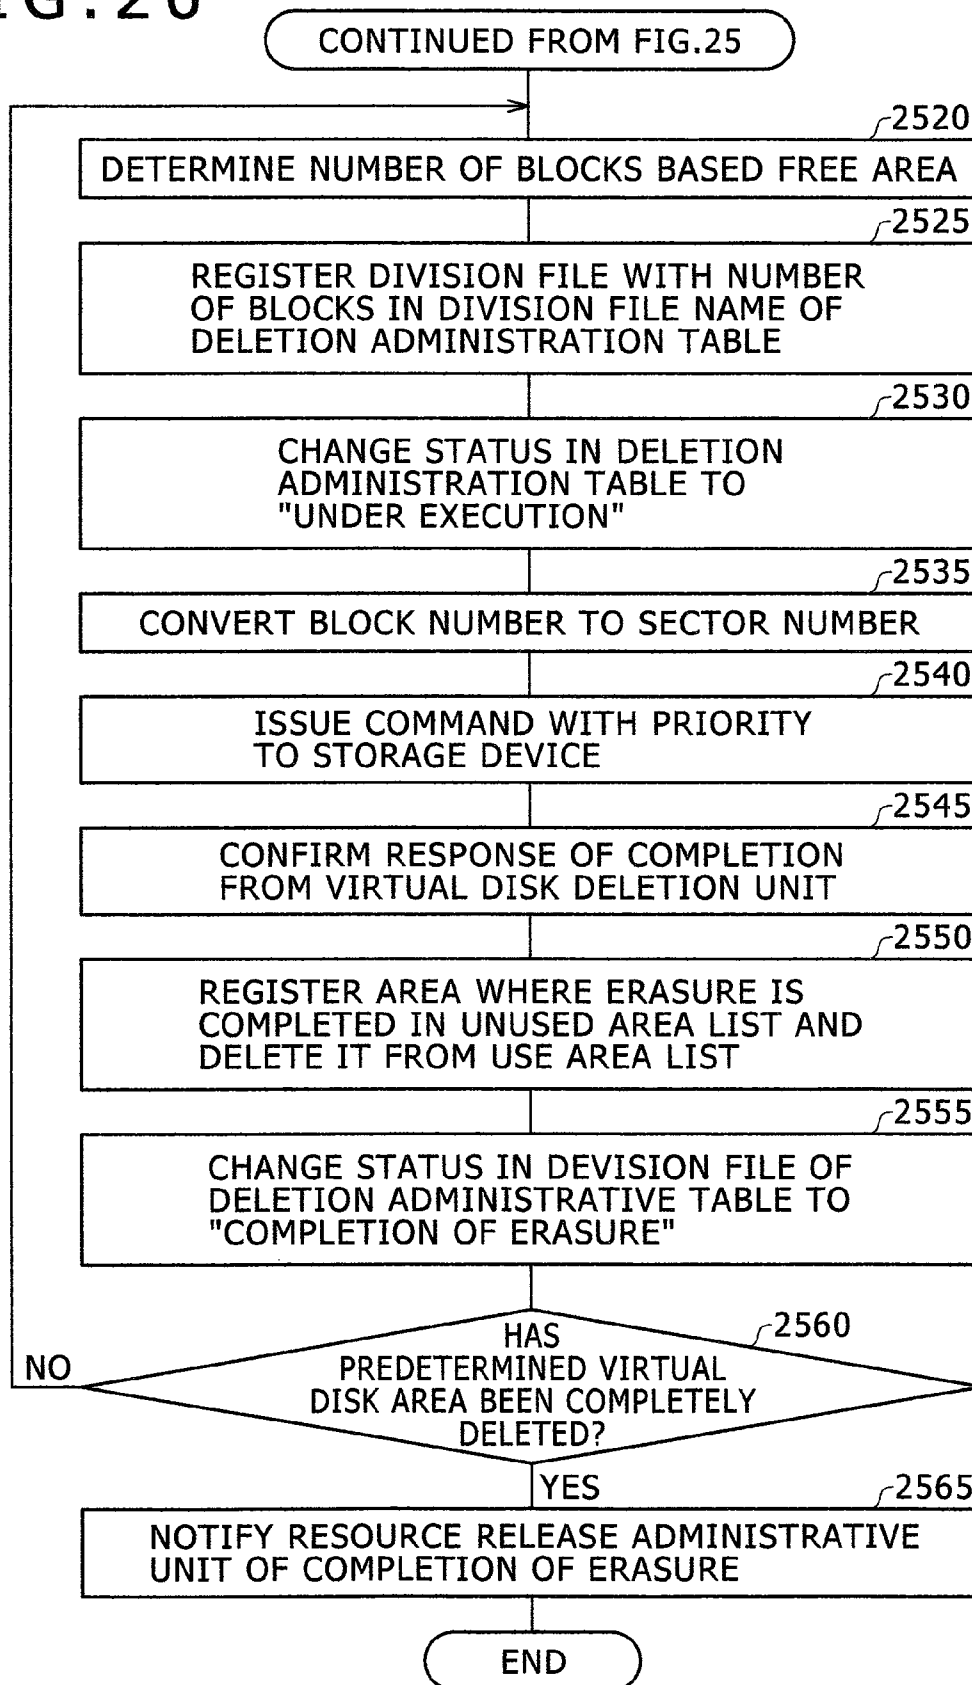 IG.26
CONTINUED FROM FIG.25
2520
DETERMINE NUMBER OF BLOCKS BASED FREE AREA
2525
REGISTER DIVISION FILE WITH NUMBER
OF BLOCKS IN DIVISION FILE NAME OF
DELETION ADMINISTRATION TABLE
2530
CHANGE STATUS IN DELETION
ADMINISTRATION TABLE TO
"UNDER EXECUTION"
2535
CONVERT BLOCK NUMBER TO SECTOR NUMBER
2540
ISSUE COMMAND WITH PRIORITY
TO STORAGE DEVICE
2545
CONFIRM RESPONSE OF COMPLETION
FROM VIRTUAL DISK DELETION UNIT
2550
REGISTER AREA WHERE ERASURE IS
COMPLETED IN UNUSED AREA LIST AND
DELETE IT FROM USE AREA LIST
2555
CHANGE STATUS IN DEVISION FILE OF
DELETION ADMINISTRATIVE TABLE TO
"COMPLETION OF ERASURE"
2560
HAS
PREDETERMINED VIRTUAL
DISK AREA BEEN COMPLETELY
DELETED?
NO
YES
2565
NOTIFY RESOURCE RELEASE ADMINISTRATIVE
UNIT OF COMPLETION OF ERASURE
END